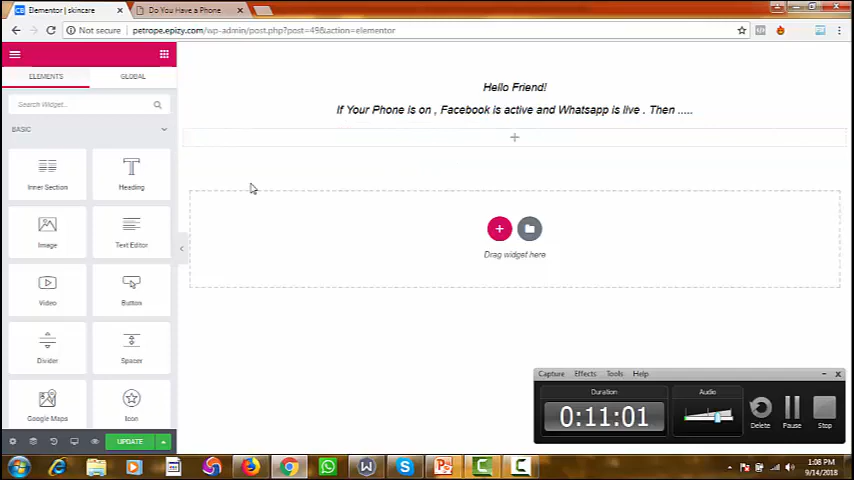 Elementor | skincare
Do You Have a Phone
Not secure | petrope.epizy.com/wp-admin/post.php?post=49&action=elementor
ELEMENTS
GLOBAL
Search Widget...
BASIC
Inner Section
Heading
Image
Text Editor
Video
Button
Divider
Spacer
Google Maps
Icon
UPDATE
Hello Friend!
If Your Phone is on , Facebook is active and Whatsapp is live . Then .....
Drag widget here
Capture Effects Tools Help
Duration
0:11:01
Audio
Delete
Pause
Stop
1:08 PM
9/14/2018